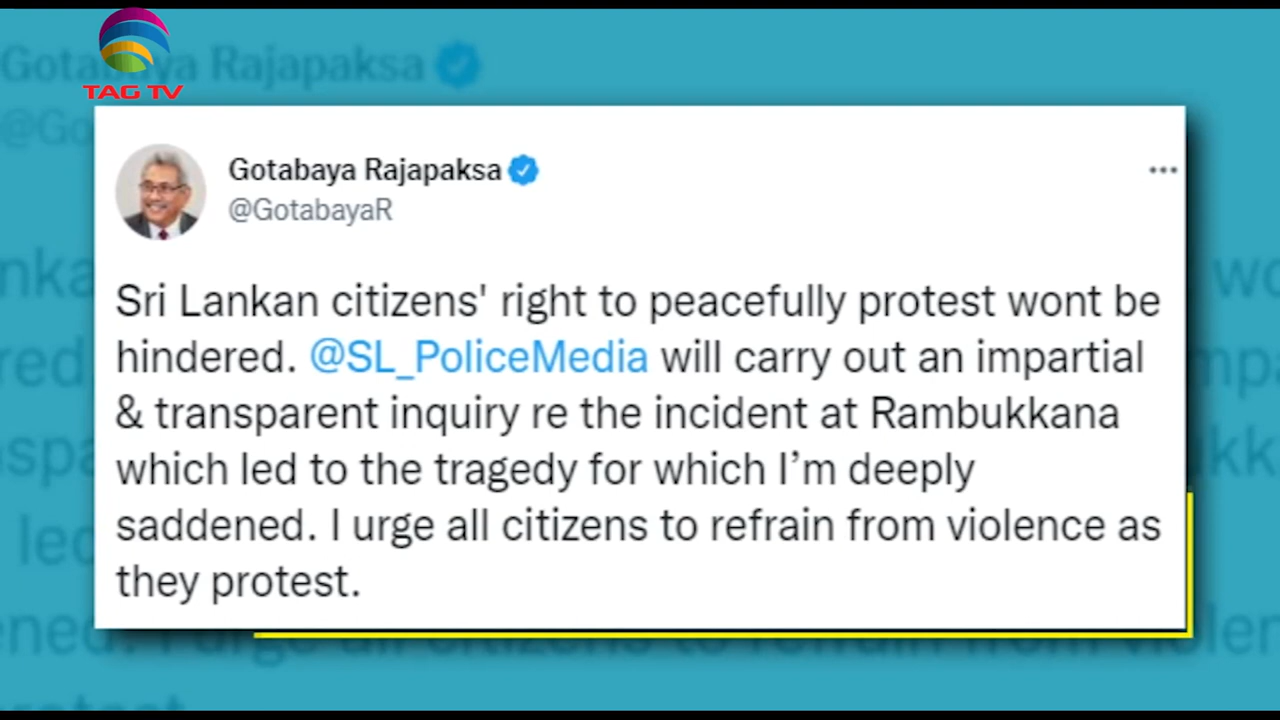 TAG TV
Gotabaya Rajapaksa
@GotabayaR
Sri Lankan citizens' right to peacefully protest wont be
hindered. @SL_PoliceMedia will carry out an impartial
& transparent inquiry re the incident at Rambukkana
which led to the tragedy for which I’m deeply
saddened. I urge all citizens to refrain from violence as
they protest.